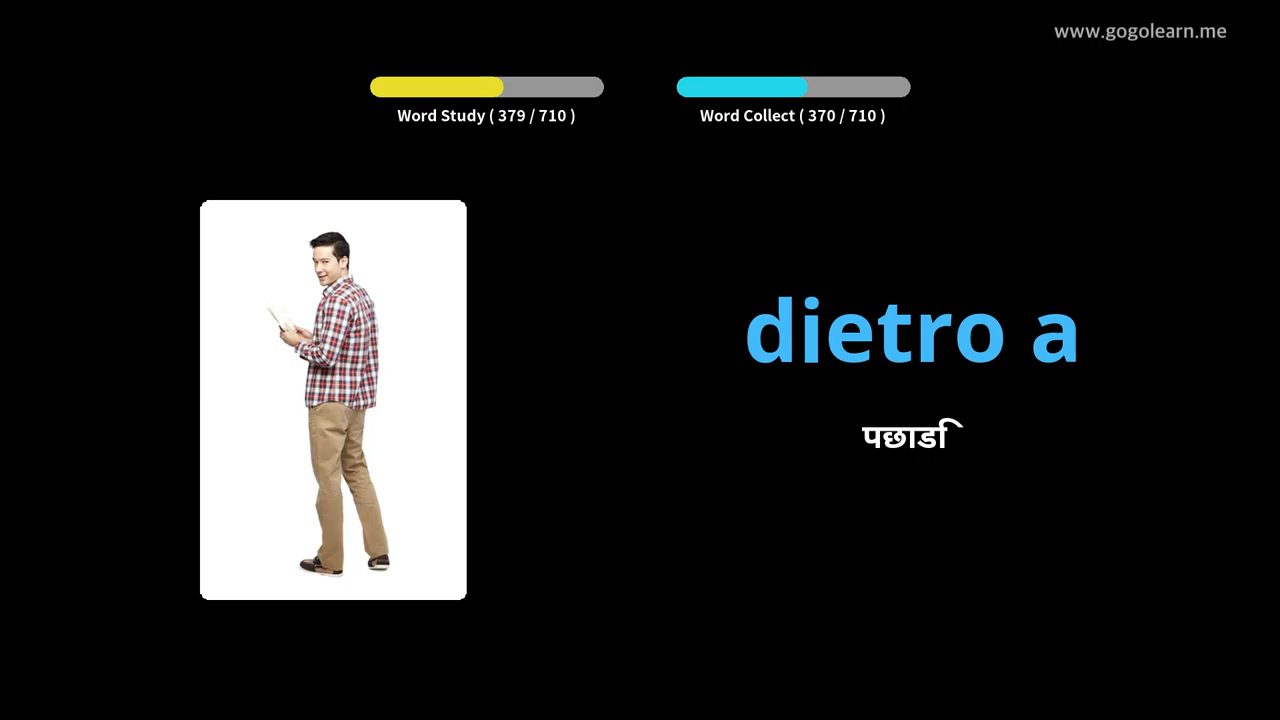 www.gogolearn.me
Word Study ( 379 / 710 )
Word Collect ( 370 / 710 )
dietro a
पछाडि